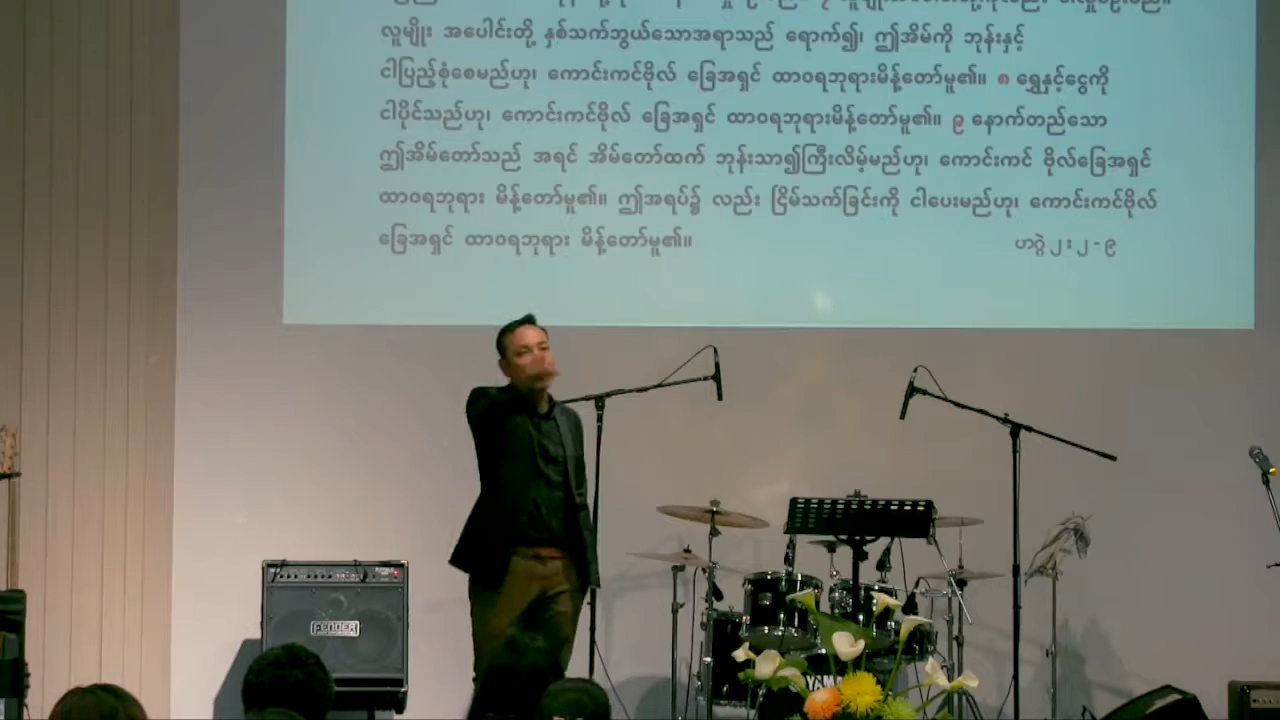 လူမျိုး အပေါင်းတို့ နှစ်သက်ဘွယ်သောအရာသည် ရောက်၍၊ ဤအိမ်ကို ဘုန်းနှင့်
ငါပြည့်စုံစေမည်ဟု၊ ကောင်းကင်ဗိုလ် ခြေအရှင် ထာဝရဘုရားမိန့်တော်မူ၏။ ၈ ရွှေနှင့်ငွေကို
ငါပိုင်သည်ဟု၊ ကောင်းကင်ဗိုလ် ခြေအရှင် ထာဝရဘုရားမိန့်တော်မူ၏။ ၉ နောက်တည်သော
ဤအိမ်တော်သည် အရင် အိမ်တော်ထက် ဘုန်းသာ၍ကြီးလိမ့်မည်ဟု၊ ကောင်းကင် ဗိုလ်ခြေအရှင်
ထာဝရဘုရား မိန့်တော်မူ၏။ ဤအရပ်၌ လည်း ငြိမ်သက်ခြင်းကို ငါပေးမည်ဟု၊ ကောင်းကင်ဗိုလ်
ခြေအရှင် ထာဝရဘုရား မိန့်တော်မူ၏။ ဟဂ္ဂဲ ၂း ၂ - ၉
FENDER
YAM